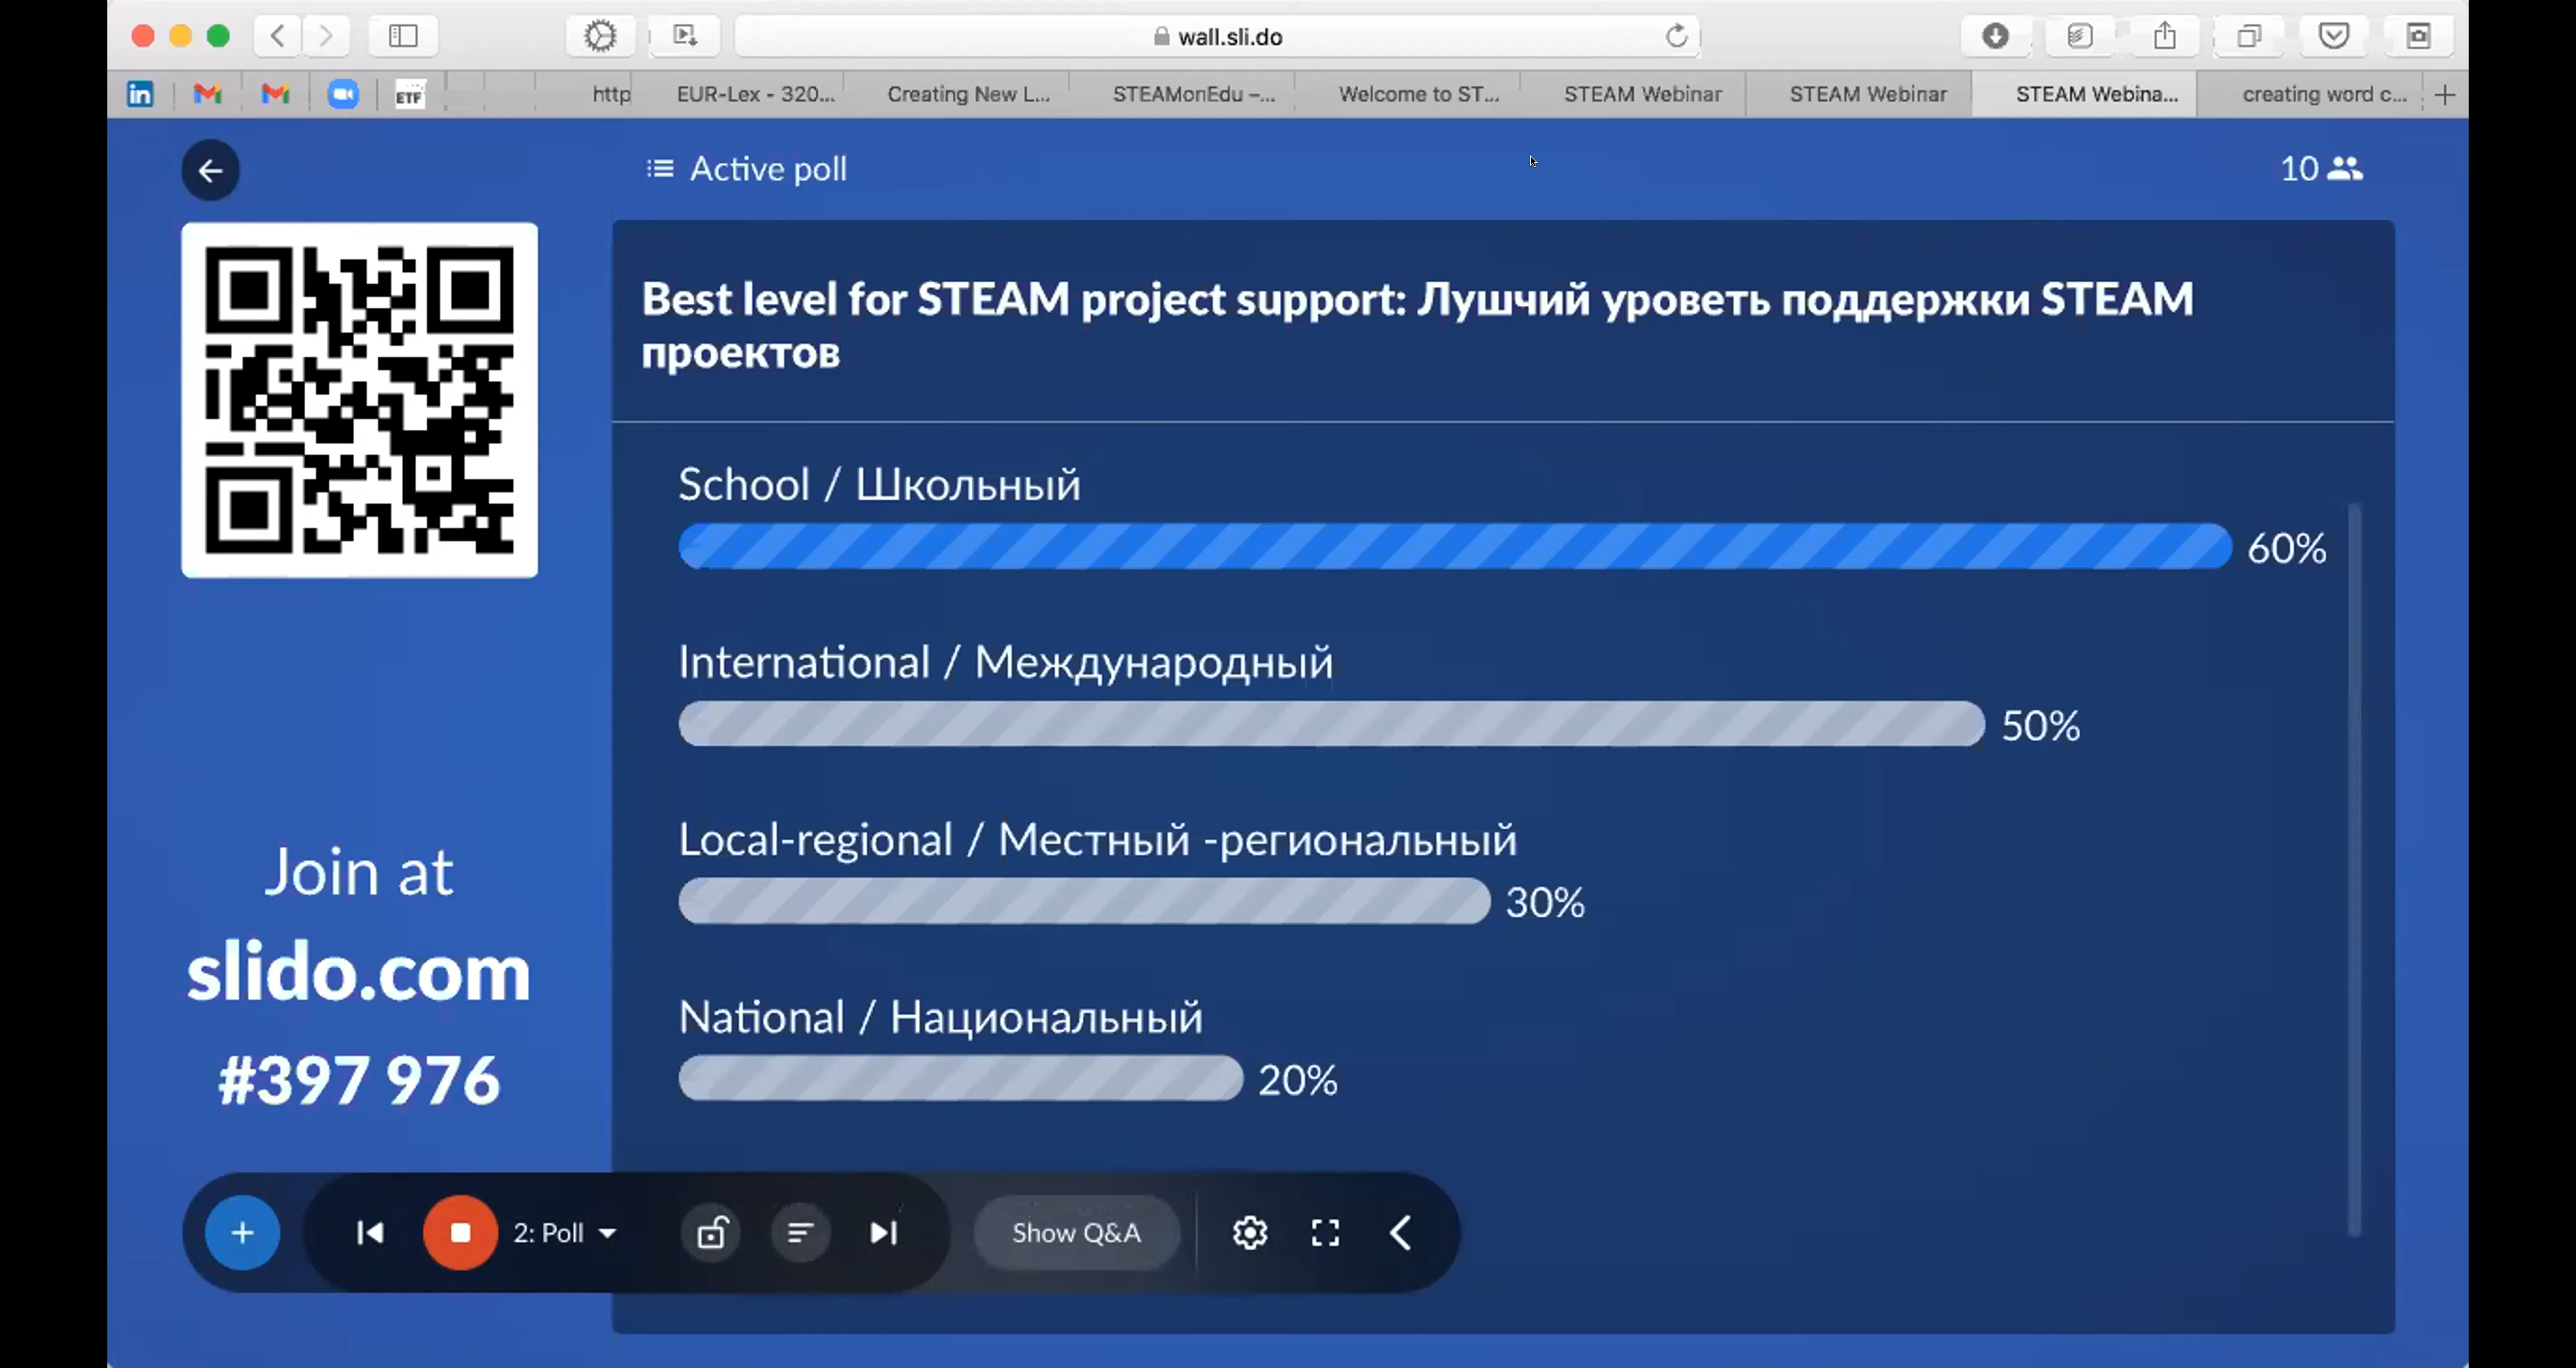 wall.sli.do
ETF
http
EUR-Lex - 320...
Creating New L...
STEAMonEdu –...
Welcome to ST...
STEAM Webinar
STEAM Webinar
STEAM Webina...
creating word c...
Active poll
10
Best level for STEAM project support: Лушчий уроветь поддержки STEAM
проектов
School / Школьный
60%
International / Международный
50%
Local-regional / Местный -региональный
30%
National / Национальный
20%
Join at
slido.com
#397 976
2: Poll
Show Q&A